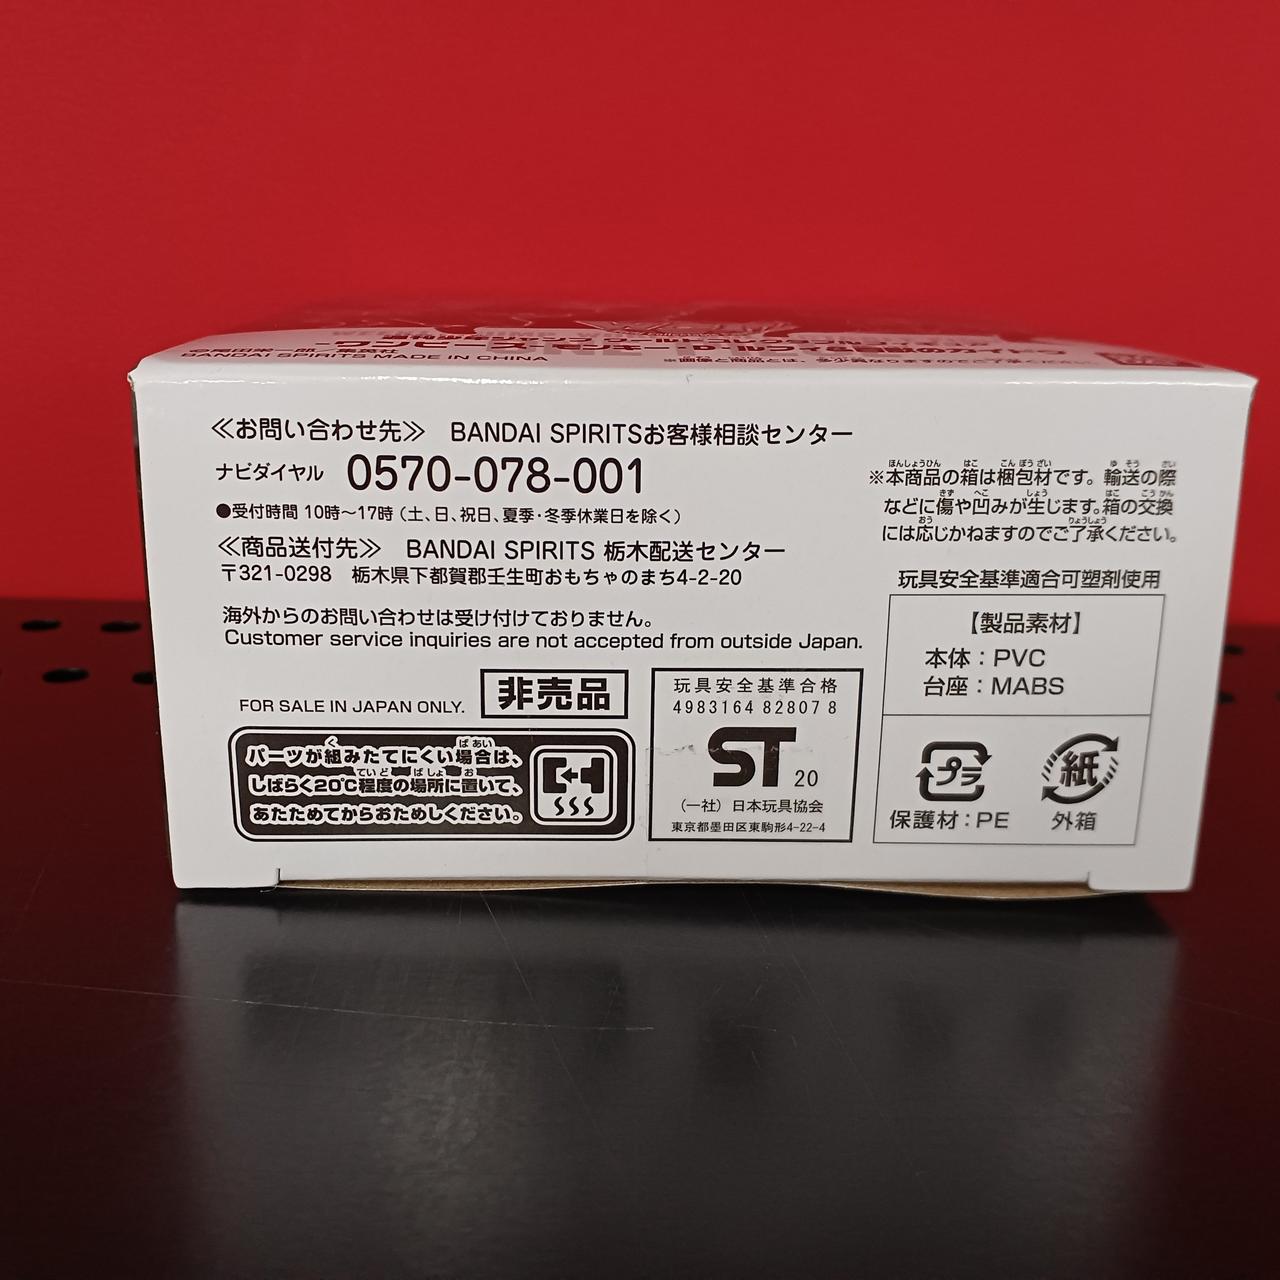 BANDAI SPIRITS MADE IN CHINA
≪お問い合わせ先≫ BANDAI SPIRITSお客様相談センター
ナビダイヤル 0570-078-001
●受付時間 10時～17時（土、日、祝日、夏季・冬季休業日を除く）
≪商品送付先≫ BANDAI SPIRITS 栃木配送センター
〒321-0298 栃木県下都賀郡壬生町おもちゃのまち4-2-20
海外からのお問い合わせは受け付けておりません。
Customer service inquiries are not accepted from outside Japan.
FOR SALE IN JAPAN ONLY.
非売品
パーツが組みたてにくい場合は、
しばらく20℃程度の場所に置いて、
あたためてからおためしください。
玩具安全基準合格
4983164 82807 8
ST 20
（一社）日本玩具協会
東京都墨田区東駒形4-22-4
※本商品の箱は梱包材です。輸送の際
などに傷や凹みが生じます。箱の交換
には応じかねますのでご了承ください。
玩具安全基準適合可塑剤使用
【製品素材】
本体：PVC
台座：MABS
プラ
保護材：PE
紙
外箱